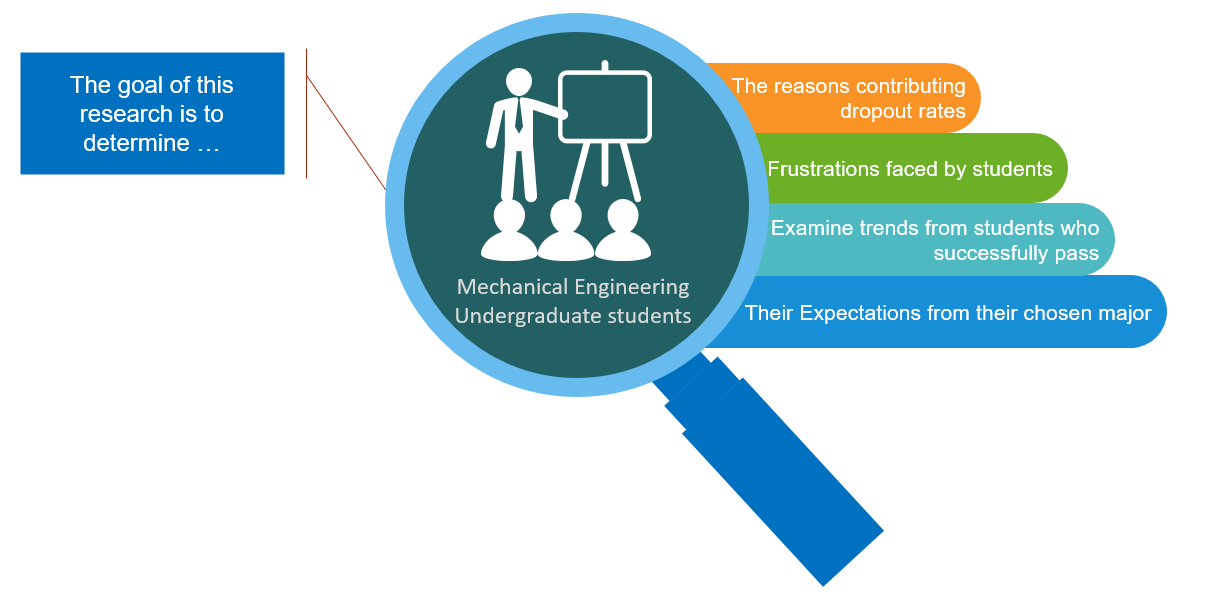 The goal of this
research is to
determine …
Mechanical Engineering
Undergraduate students
The reasons contributing
dropout rates
Frustrations faced by students
Examine trends from students who
successfully pass
Their Expectations from their chosen major